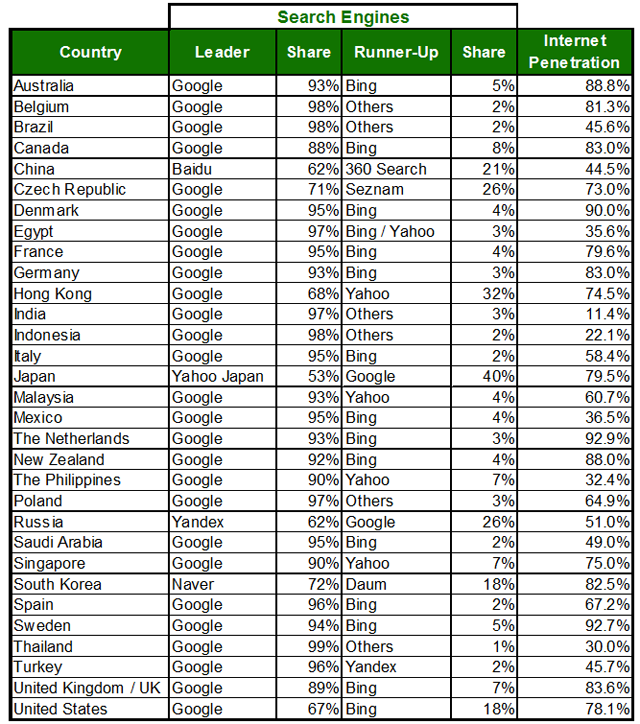 Search Engines
Country Leader Share Runner-Up Share Internet Penetration
Australia Google 93% Bing 5% 88.8%
Belgium Google 98% Others 2% 81.3%
Brazil Google 98% Others 2% 45.6%
Canada Google 88% Bing 8% 83.0%
China Baidu 62% 360 Search 21% 44.5%
Czech Republic Google 71% Seznam 26% 73.0%
Denmark Google 95% Bing 4% 90.0%
Egypt Google 97% Bing / Yahoo 3% 35.6%
France Google 95% Bing 4% 79.6%
Germany Google 93% Bing 3% 83.0%
Hong Kong Google 68% Yahoo 32% 74.5%
India Google 97% Others 3% 11.4%
Indonesia Google 98% Others 2% 22.1%
Italy Google 95% Bing 2% 58.4%
Japan Yahoo Japan 53% Google 40% 79.5%
Malaysia Google 93% Yahoo 4% 60.7%
Mexico Google 95% Bing 4% 36.5%
The Netherlands Google 93% Bing 3% 92.9%
New Zealand Google 92% Bing 4% 88.0%
The Philippines Google 90% Yahoo 7% 32.4%
Poland Google 97% Others 3% 64.9%
Russia Yandex 62% Google 26% 51.0%
Saudi Arabia Google 95% Bing 2% 49.0%
Singapore Google 90% Yahoo 7% 75.0%
South Korea Naver 72% Daum 18% 82.5%
Spain Google 96% Bing 2% 67.2%
Sweden Google 94% Bing 5% 92.7%
Thailand Google 99% Others 1% 30.0%
Turkey Google 96% Yandex 2% 45.7%
United Kingdom / UK Google 89% Bing 7% 83.6%
United States Google 67% Bing 18% 78.1%